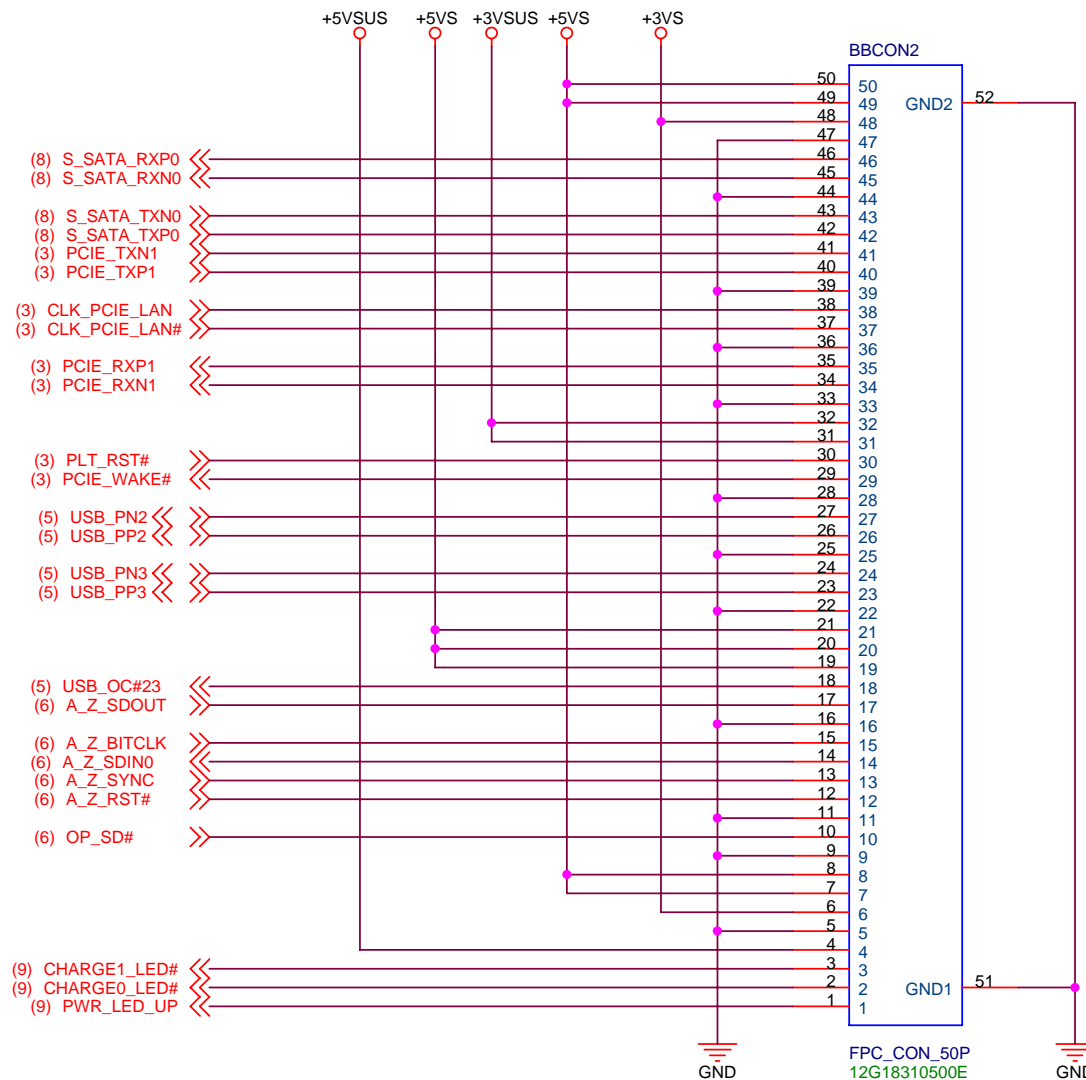 +5VSUS +5VS +3VSUS +5VS +3VS
BBCON2
50 50
49 49 GND2 52
48 48
47 47
(8) S_SATA_RXP0 46 46
(8) S_SATA_RXN0 45 45
44 44
(8) S_SATA_TXN0 43 43
(8) S_SATA_TXP0 42 42
(3) PCIE_TXN1 41 41
(3) PCIE_TXP1 40 40
39 39
(3) CLK_PCIE_LAN 38 38
(3) CLK_PCIE_LAN# 37 37
36 36
(3) PCIE_RXP1 35 35
(3) PCIE_RXN1 34 34
33 33
32 32
31 31
(3) PLT_RST# 30 30
(3) PCIE_WAKE# 29 29
28 28
(5) USB_PN2 27 27
(5) USB_PP2 26 26
25 25
(5) USB_PN3 24 24
(5) USB_PP3 23 23
22 22
21 21
20 20
19 19
(5) USB_OC#23 18 18
(6) A_Z_SDOUT 17 17
16 16
(6) A_Z_BITCLK 15 15
(6) A_Z_SDIN0 14 14
(6) A_Z_SYNC 13 13
(6) A_Z_RST# 12 12
11 11
(6) OP_SD# 10 10
9 9
8 8
7 7
6 6
5 5
4 4
(9) CHARGE1_LED# 3 3
(9) CHARGE0_LED# 2 2 GND1 51
(9) PWR_LED_UP 1 1
FPC_CON_50P
12G18310500E
GND GND